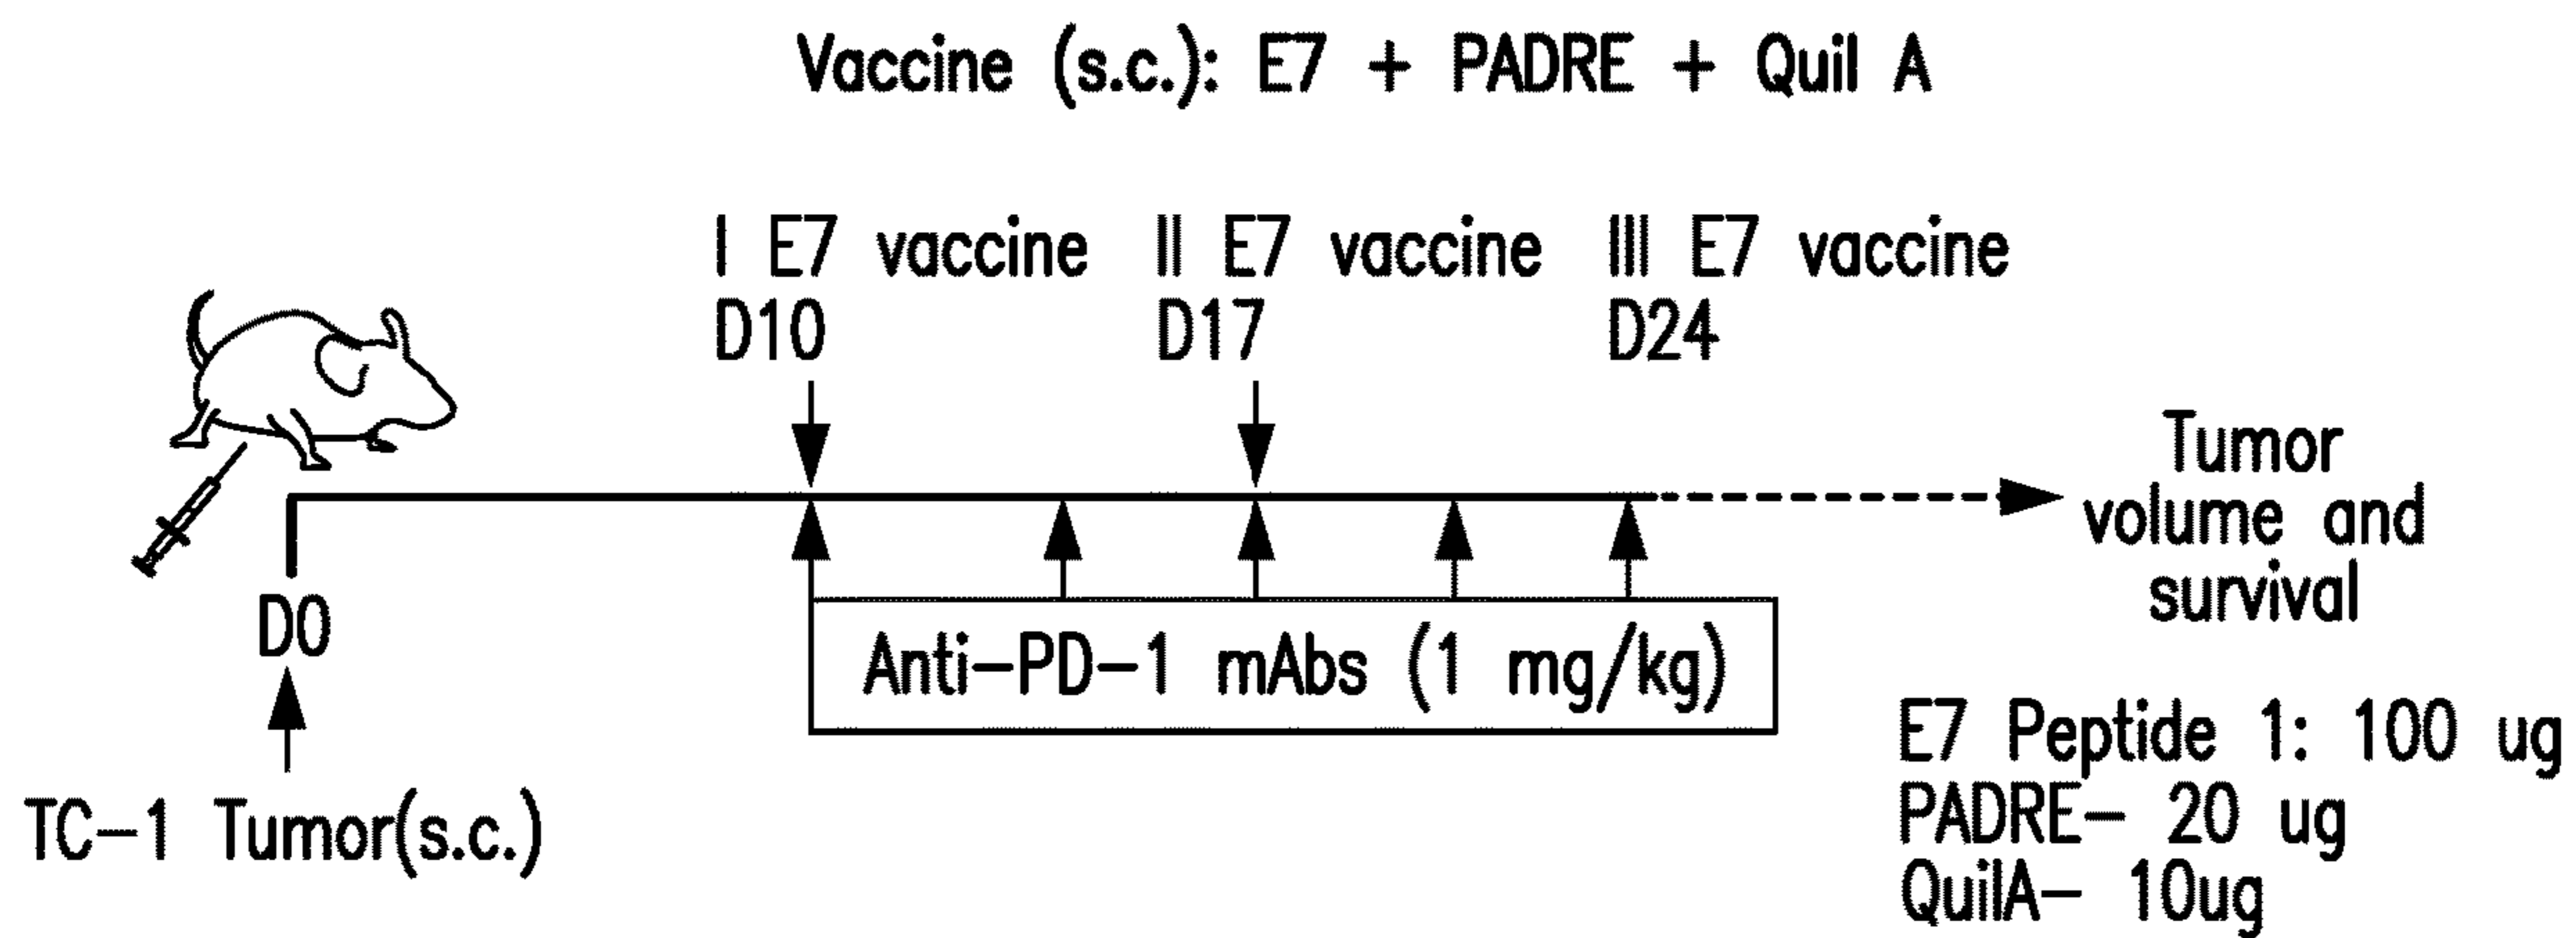 Vaccine (s.c.): E7 + PADRE + Quil A
I E7 vaccine
D10
II E7 vaccine
D17
III E7 vaccine
D24
D0
TC-1 Tumor(s.c.)
Anti-PD-1 mAbs (1 mg/kg)
Tumor
volume and
survival
E7 Peptide 1: 100 ug
PADRE- 20 ug
QuilA- 10ug